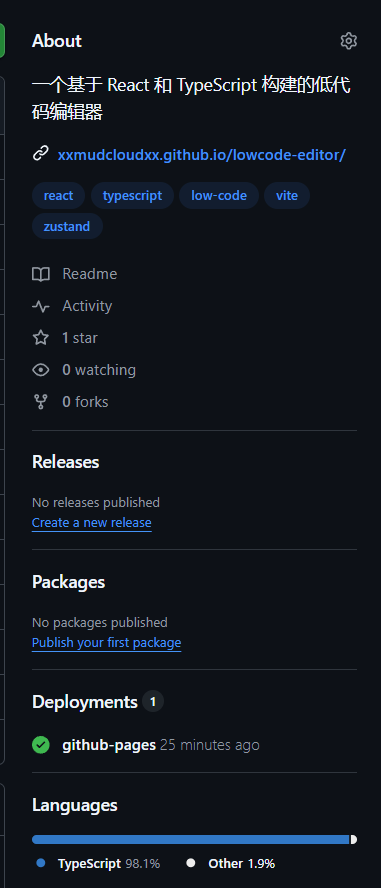 About
一个基于 React 和 TypeScript 构建的低代
码编辑器
xxmudcloudxx.github.io/lowcode-editor/
react typescript low-code vite
zustand
Readme
Activity
1 star
0 watching
0 forks
Releases
No releases published
Create a new release
Packages
No packages published
Publish your first package
Deployments 1
github-pages 25 minutes ago
Languages
TypeScript 98.1% Other 1.9%